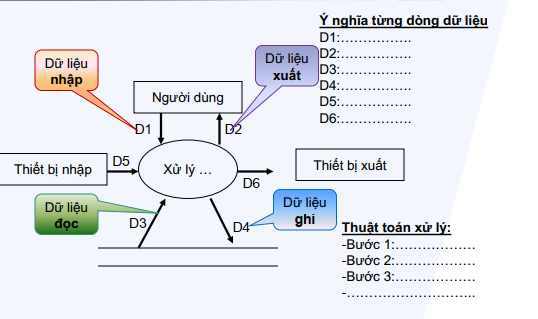 Ý nghĩa từng dòng dữ liệu
D1:…………….
D2:…………….
D3:…………….
D4:…………….
D5:…………….
D6:…………….
Dữ liệu
nhập
Dữ liệu
xuất
Người dùng
D1
D2
Thiết bị nhập
D5
Xử lý …
D6
Thiết bị xuất
Dữ liệu
đọc
D3
D4
Dữ liệu
ghi
Thuật toán xử lý:
-Bước 1:………………
-Bước 2:………………
-Bước 3:………………
-………………………..